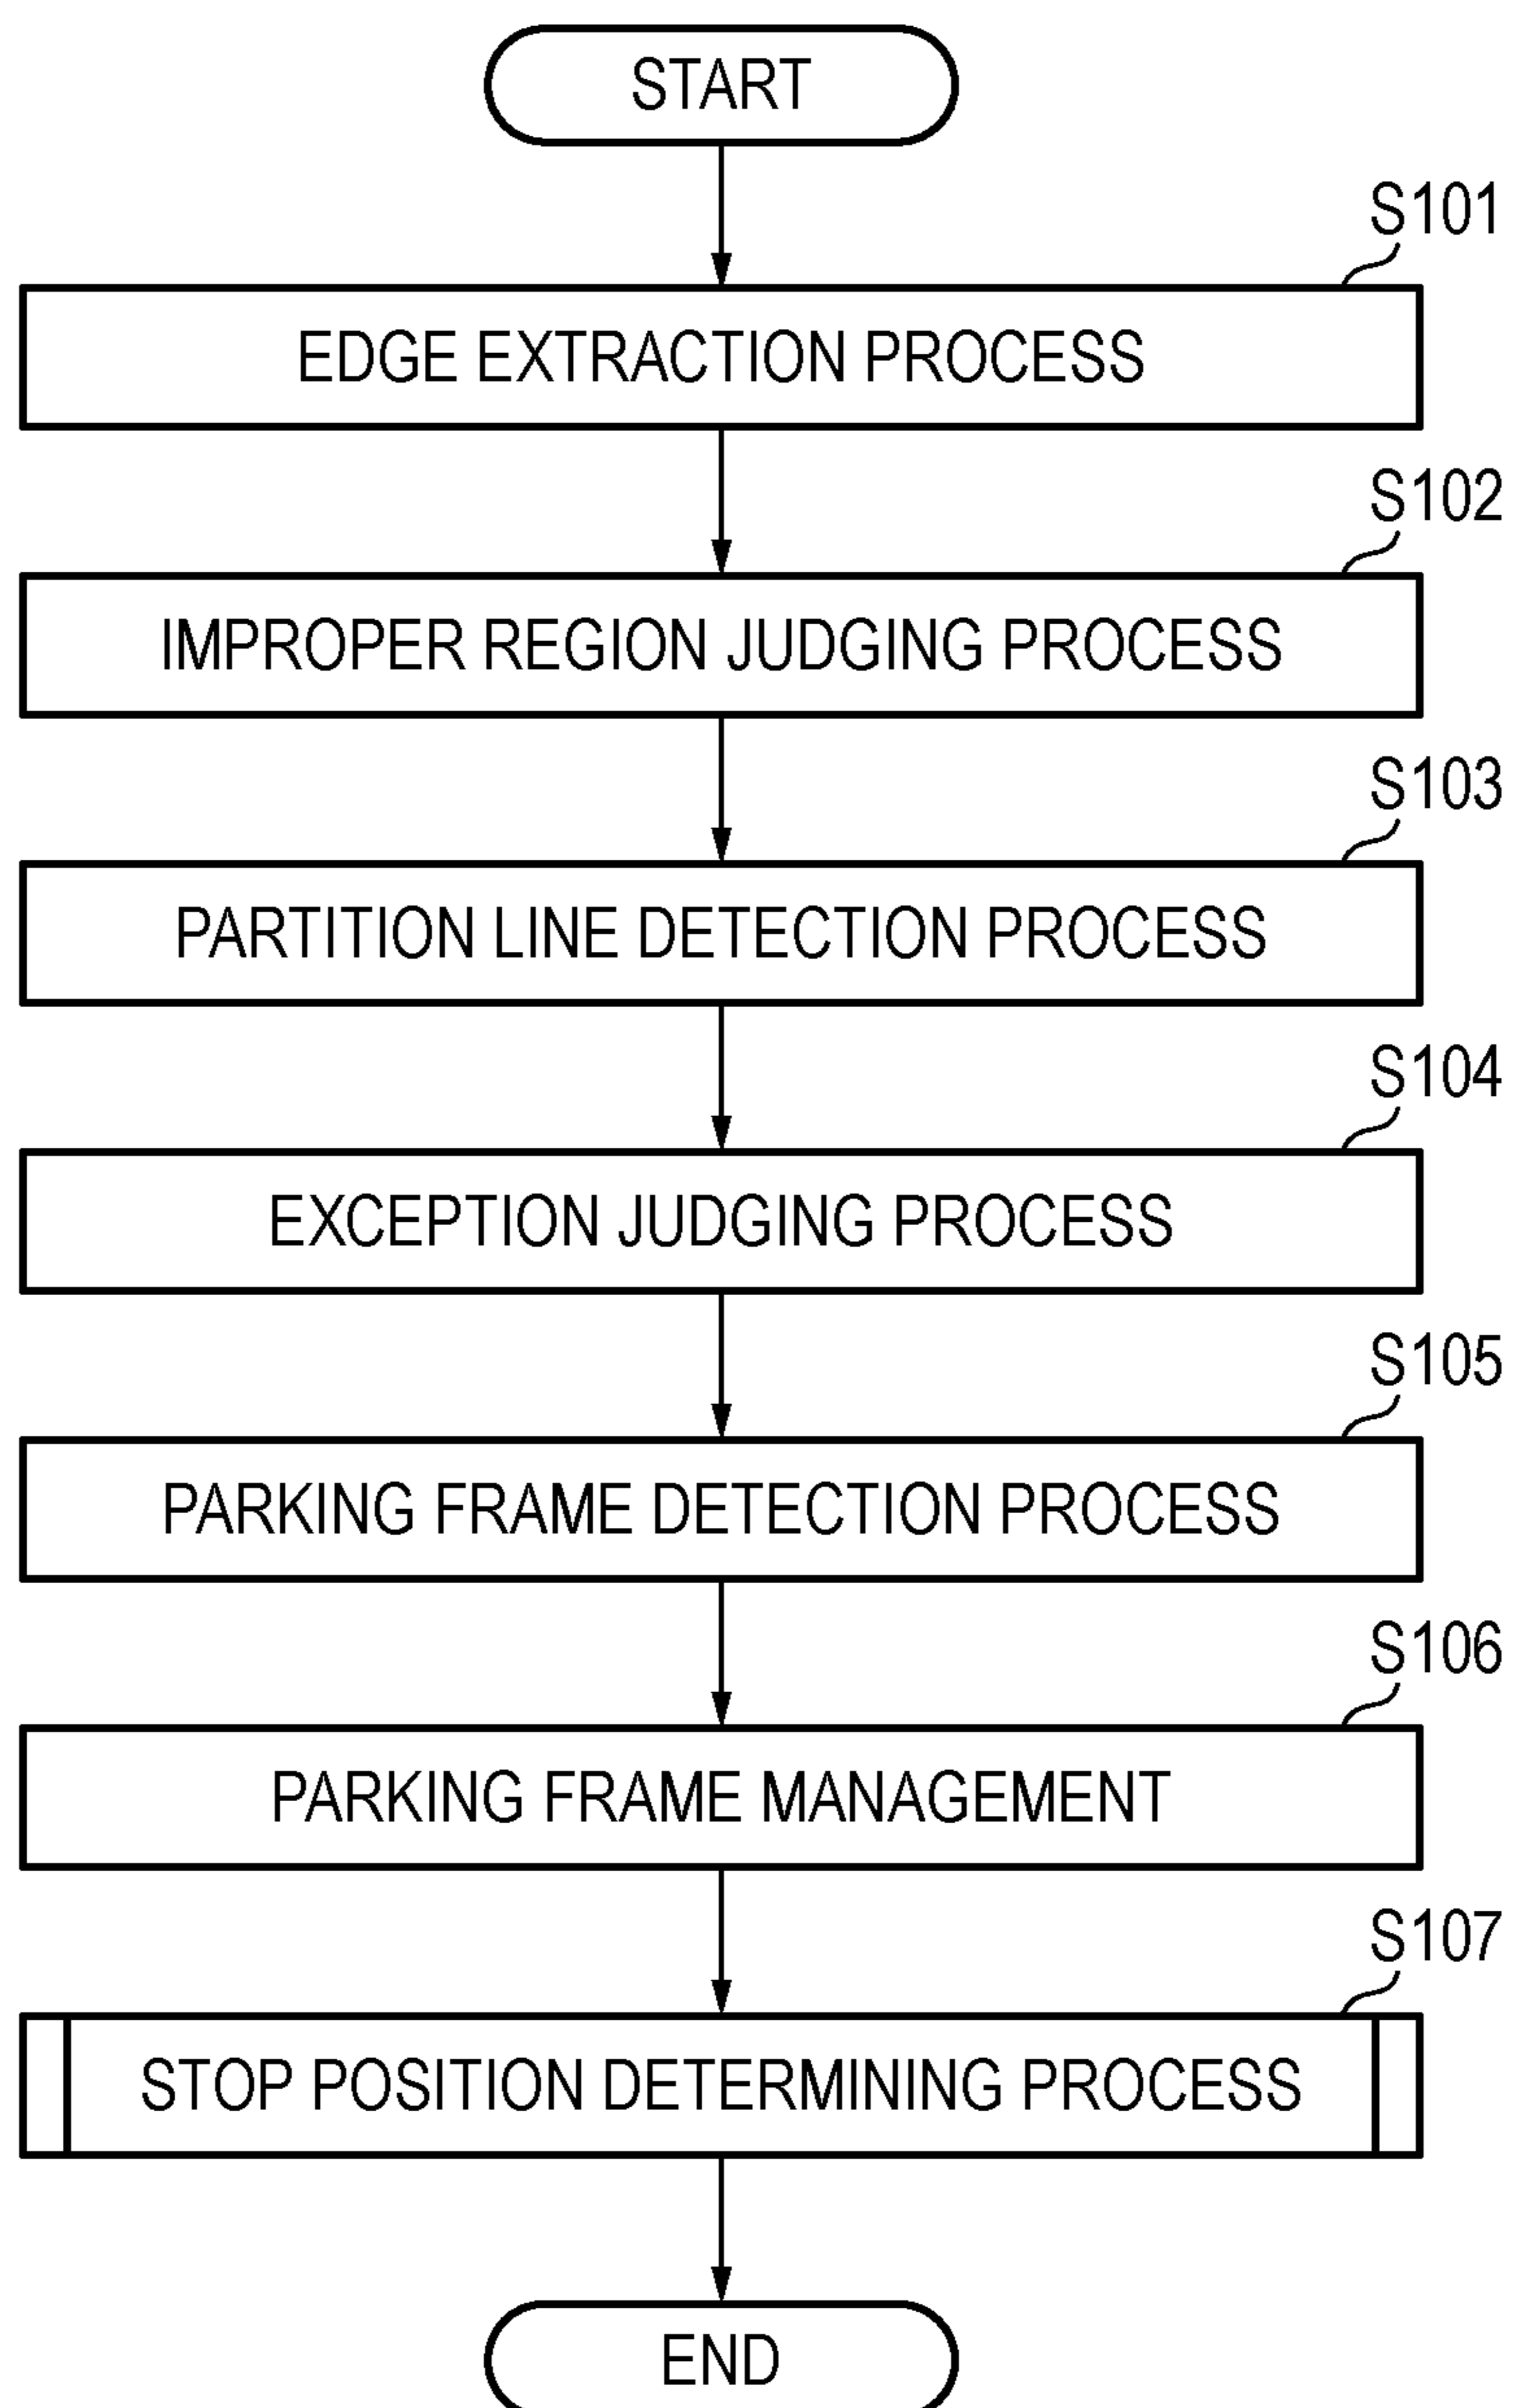 START
S101
EDGE EXTRACTION PROCESS
S102
IMPROPER REGION JUDGING PROCESS
S103
PARTITION LINE DETECTION PROCESS
S104
EXCEPTION JUDGING PROCESS
S105
PARKING FRAME DETECTION PROCESS
S106
PARKING FRAME MANAGEMENT
S107
STOP POSITION DETERMINING PROCESS
END